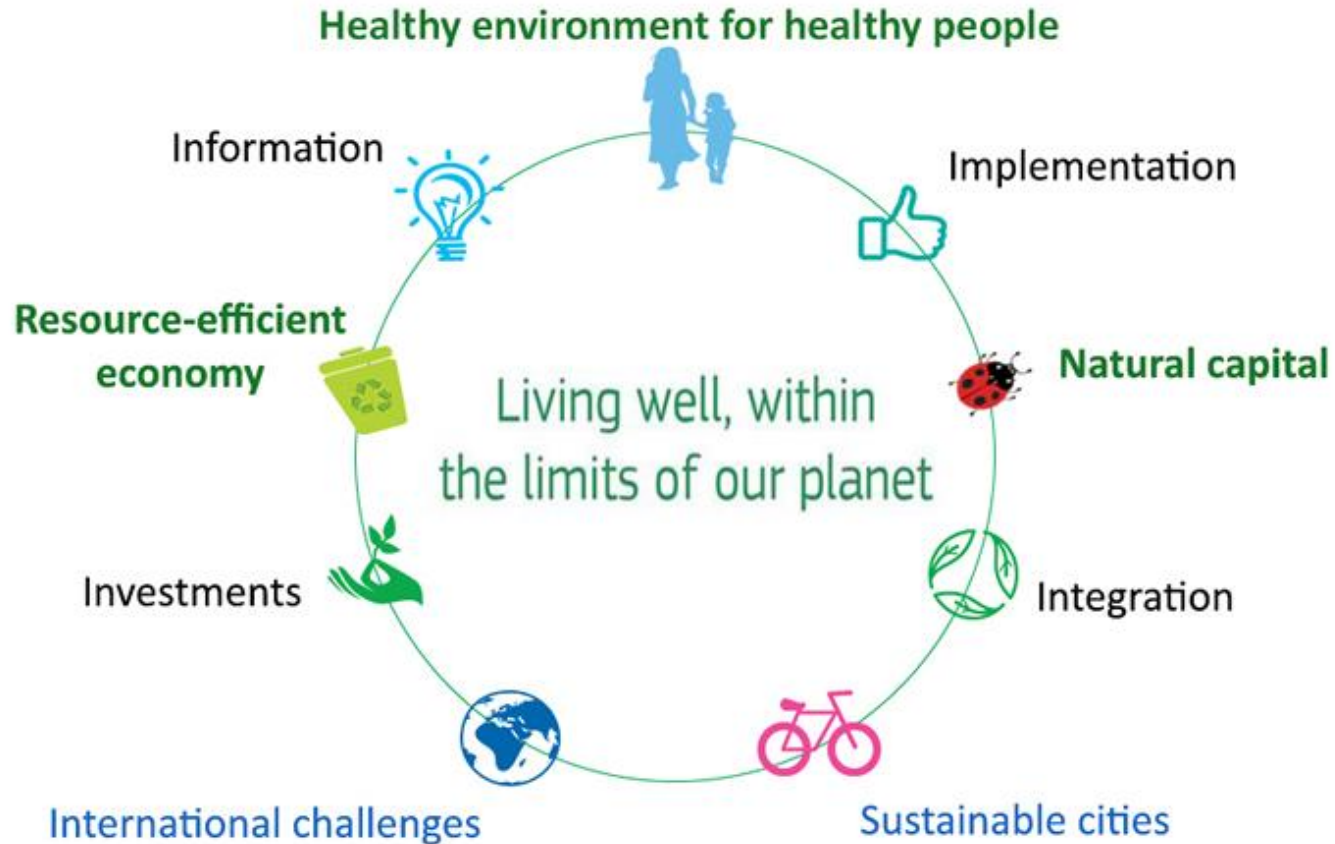 Healthy environment for healthy people
Information
Implementation
Resource-efficient
economy
Natural capital
Living well, within
the limits of our planet
Investments
Integration
International challenges
Sustainable cities